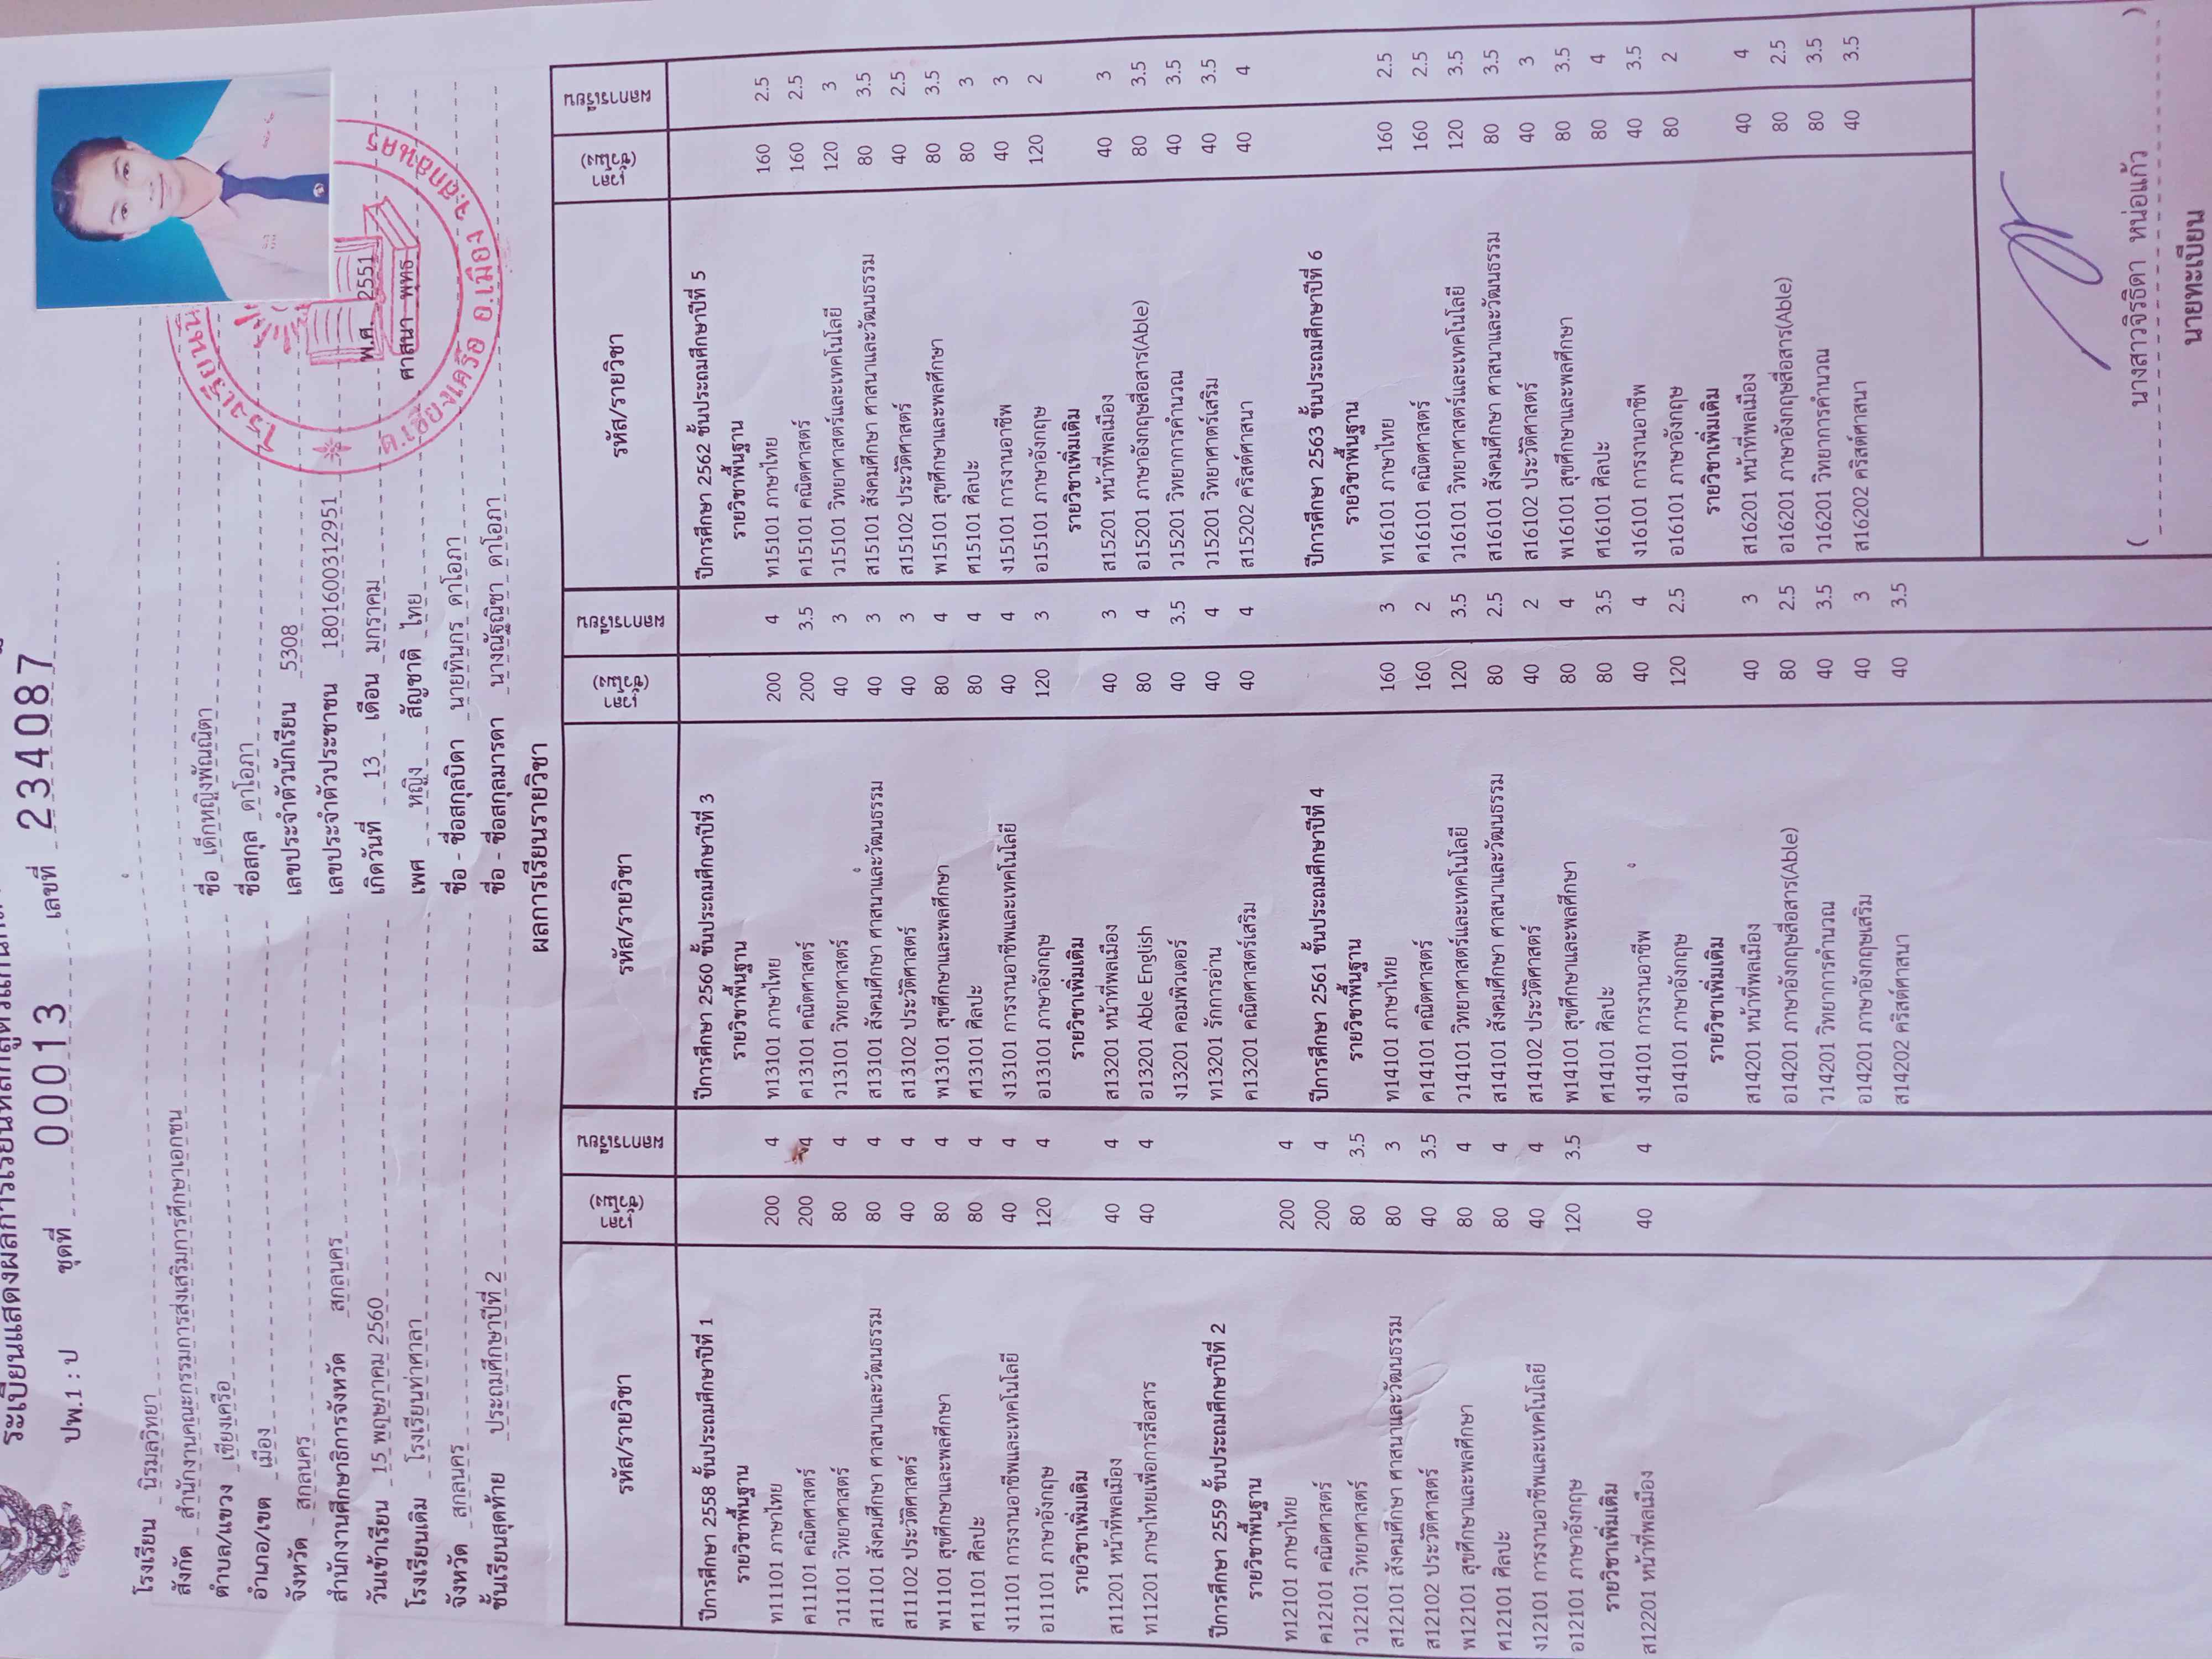 ระเบียนแสดงผลการเรียนหลักสูตรแกนกลาง
ปพ.1 : ป ชุดที่ 00013 เลขที่ 234087
โรงเรียน นิรมลวิทยา
สังกัด สำนักงานคณะกรรมการส่งเสริมการศึกษาเอกชน
ตำบล/แขวง เชียงเครือ
อำเภอ/เขต เมือง
จังหวัด สกลนคร
สำนักงานศึกษาธิการจังหวัด สกลนคร
วันเข้าเรียน 15 พฤษภาคม 2560
โรงเรียนเดิม โรงเรียนท่าศาลา
จังหวัด สกลนคร
ชั้นเรียนสุดท้าย ประถมศึกษาปีที่ 2
ชื่อ เด็กหญิงพัณณิตา
ชื่อสกุล ดาโอภา
เลขประจำตัวนักเรียน 5308
เลขประจำตัวประชาชน 1801600312951
เกิดวันที่ 13 เดือน มกราคม พ.ศ. 2551
เพศ หญิง สัญชาติ ไทย ศาสนา พุทธ
ชื่อ - ชื่อสกุลบิดา นายทินกร ดาโอภา
ชื่อ - ชื่อสกุลมารดา นางณัฐณิชา ดาโอภา
โรงเรียนนิ
ต.เชียงเครือ อ.เมือง จ.สกลนคร
ผลการเรียนรายวิชา
รหัส/รายวิชา เวลา (ชั่วโมง) ผลการเรียน
ปีการศึกษา 2558 ชั้นประถมศึกษาปีที่ 1
รายวิชาพื้นฐาน
ท11101 ภาษาไทย 200 4
ค11101 คณิตศาสตร์ 200 4
ว11101 วิทยาศาสตร์ 80 4
ส11101 สังคมศึกษา ศาสนาและวัฒนธรรม 80 4
ส11102 ประวัติศาสตร์ 40 4
พ11101 สุขศึกษาและพลศึกษา 80 4
ศ11101 ศิลปะ 80 4
ง11101 การงานอาชีพและเทคโนโลยี 40 4
อ11101 ภาษาอังกฤษ 120 4
รายวิชาเพิ่มเติม
ส11201 หน้าที่พลเมือง 40 4
ท11201 ภาษาไทยเพื่อการสื่อสาร 40 4
ปีการศึกษา 2559 ชั้นประถมศึกษาปีที่ 2
รายวิชาพื้นฐาน
ท12101 ภาษาไทย 200 4
ค12101 คณิตศาสตร์ 200 4
ว12101 วิทยาศาสตร์ 80 3.5
ส12101 สังคมศึกษา ศาสนาและวัฒนธรรม 80 3
ส12102 ประวัติศาสตร์ 40 3.5
พ12101 สุขศึกษาและพลศึกษา 80 4
ศ12101 ศิลปะ 80 4
ง12101 การงานอาชีพและเทคโนโลยี 40 4
อ12101 ภาษาอังกฤษ 120 3.5
รายวิชาเพิ่มเติม
ส12201 หน้าที่พลเมือง 40 4
รหัส/รายวิชา เวลา (ชั่วโมง) ผลการเรียน
ปีการศึกษา 2560 ชั้นประถมศึกษาปีที่ 3
รายวิชาพื้นฐาน
ท13101 ภาษาไทย 200 4
ค13101 คณิตศาสตร์ 200 3.5
ว13101 วิทยาศาสตร์ 40 3
ส13101 สังคมศึกษา ศาสนาและวัฒนธรรม 40 3
ส13102 ประวัติศาสตร์ 40 3
พ13101 สุขศึกษาและพลศึกษา 80 4
ศ13101 ศิลปะ 80 4
ง13101 การงานอาชีพและเทคโนโลยี 40 4
อ13101 ภาษาอังกฤษ 120 3
รายวิชาเพิ่มเติม
ส13201 หน้าที่พลเมือง 40 3
อ13201 Able English 80 4
ง13201 คอมพิวเตอร์ 40 3.5
ท13201 รักการอ่าน 40 4
ค13201 คณิตศาสตร์เสริม 40 4
ปีการศึกษา 2561 ชั้นประถมศึกษาปีที่ 4
รายวิชาพื้นฐาน
ท14101 ภาษาไทย 160 3
ค14101 คณิตศาสตร์ 160 2
ว14101 วิทยาศาสตร์และเทคโนโลยี 120 3.5
ส14101 สังคมศึกษา ศาสนาและวัฒนธรรม 80 2.5
ส14102 ประวัติศาสตร์ 40 2
พ14101 สุขศึกษาและพลศึกษา 80 4
ศ14101 ศิลปะ 80 3.5
ง14101 การงานอาชีพ 40 4
อ14101 ภาษาอังกฤษ 120 2.5
รายวิชาเพิ่มเติม
ส14201 หน้าที่พลเมือง 40 3
อ14201 ภาษาอังกฤษสื่อสาร(Able) 80 2.5
ว14201 วิทยาการคำนวณ 40 3.5
อ14201 ภาษาอังกฤษเสริม 40 3
ส14202 คริสต์ศาสนา 40 3.5
รหัส/รายวิชา เวลา (ชั่วโมง) ผลการเรียน
ปีการศึกษา 2562 ชั้นประถมศึกษาปีที่ 5
รายวิชาพื้นฐาน
ท15101 ภาษาไทย 160 2.5
ค15101 คณิตศาสตร์ 160 2.5
ว15101 วิทยาศาสตร์และเทคโนโลยี 120 3
ส15101 สังคมศึกษา ศาสนาและวัฒนธรรม 80 3.5
ส15102 ประวัติศาสตร์ 40 2.5
พ15101 สุขศึกษาและพลศึกษา 80 3.5
ศ15101 ศิลปะ 80 3
ง15101 การงานอาชีพ 40 3
อ15101 ภาษาอังกฤษ 120 2
รายวิชาเพิ่มเติม
ส15201 หน้าที่พลเมือง 40 3
อ15201 ภาษาอังกฤษสื่อสาร(Able) 80 3.5
ว15201 วิทยาการคำนวณ 40 3.5
ว15201 วิทยาศาตร์เสริม 40 3.5
ส15202 คริสต์ศาสนา 40 4
ปีการศึกษา 2563 ชั้นประถมศึกษาปีที่ 6
รายวิชาพื้นฐาน
ท16101 ภาษาไทย 160 2.5
ค16101 คณิตศาสตร์ 160 2.5
ว16101 วิทยาศาสตร์และเทคโนโลยี 120 3.5
ส16101 สังคมศึกษา ศาสนาและวัฒนธรรม 80 3.5
ส16102 ประวัติศาสตร์ 40 3
พ16101 สุขศึกษาและพลศึกษา 80 3.5
ศ16101 ศิลปะ 80 4
ง16101 การงานอาชีพ 40 3.5
อ16101 ภาษาอังกฤษ 80 2
รายวิชาเพิ่มเติม
ส16201 หน้าที่พลเมือง 40 4
อ16201 ภาษาอังกฤษสื่อสาร(Able) 80 2.5
ว16201 วิทยาการคำนวณ 80 3.5
ส16202 คริสต์ศาสนา 40 3.5
( นางสาวจิรธิดา หน่อแก้ว )
นายทะเบียน